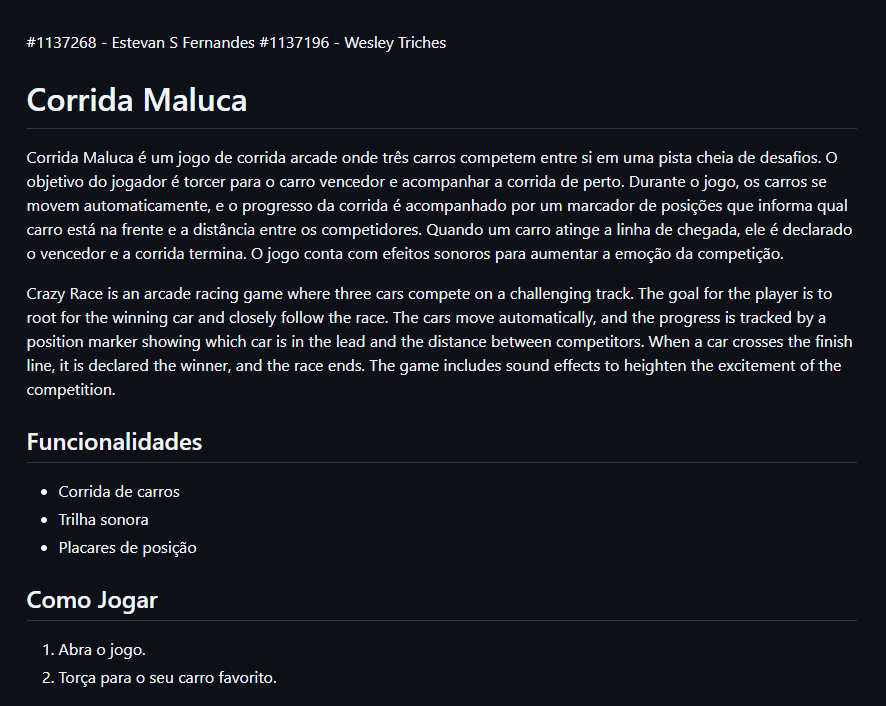 #1137268 - Estevan S Fernandes #1137196 - Wesley Triches
Corrida Maluca
Corrida Maluca é um jogo de corrida arcade onde três carros competem entre si em uma pista cheia de desafios. O
objetivo do jogador é torcer para o carro vencedor e acompanhar a corrida de perto. Durante o jogo, os carros se
movem automaticamente, e o progresso da corrida é acompanhado por um marcador de posições que informa qual
carro está na frente e a distância entre os competidores. Quando um carro atinge a linha de chegada, ele é declarado
o vencedor e a corrida termina. O jogo conta com efeitos sonoros para aumentar a emoção da competição.
Crazy Race is an arcade racing game where three cars compete on a challenging track. The goal for the player is to
root for the winning car and closely follow the race. The cars move automatically, and the progress is tracked by a
position marker showing which car is in the lead and the distance between competitors. When a car crosses the finish
line, it is declared the winner, and the race ends. The game includes sound effects to heighten the excitement of the
competition.
Funcionalidades
• Corrida de carros
• Trilha sonora
• Placares de posição
Como Jogar
1. Abra o jogo.
2. Torça para o seu carro favorito.